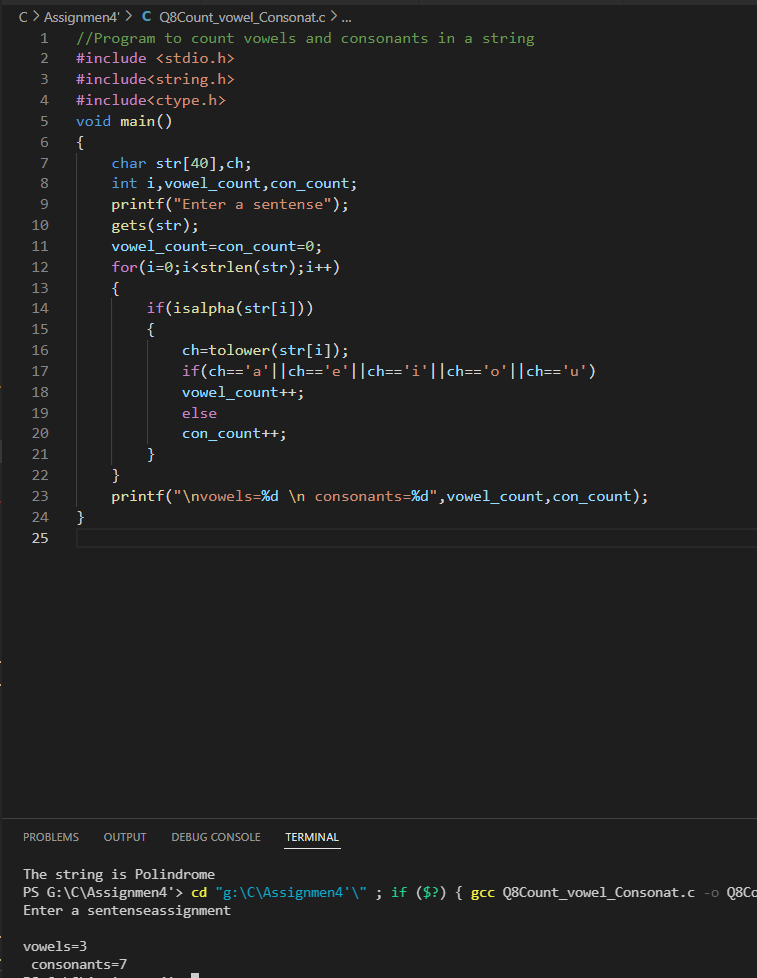 C > Assignmen4' > C Q8Count_vowel_Consonat.c > ...
1 //Program to count vowels and consonants in a string
2 #include <stdio.h>
3 #include<string.h>
4 #include<ctype.h>
5 void main()
6 {
7 char str[40],ch;
8 int i,vowel_count,con_count;
9 printf("Enter a sentense");
10 gets(str);
11 vowel_count=con_count=0;
12 for(i=0;i<strlen(str);i++)
13 {
14 if(isalpha(str[i]))
15 {
16 ch=tolower(str[i]);
17 if(ch=='a'||ch=='e'||ch=='i'||ch=='o'||ch=='u')
18 vowel_count++;
19 else
20 con_count++;
21 }
22 }
23 printf("\nvowels=%d \n consonants=%d",vowel_count,con_count);
24 }
25
PROBLEMS OUTPUT DEBUG CONSOLE TERMINAL
The string is Polindrome
PS G:\C\Assignmen4'> cd "g:\C\Assignmen4'\" ; if ($?) { gcc Q8Count_vowel_Consonat.c -o Q8Co
Enter a sentenseassignment
vowels=3
consonants=7